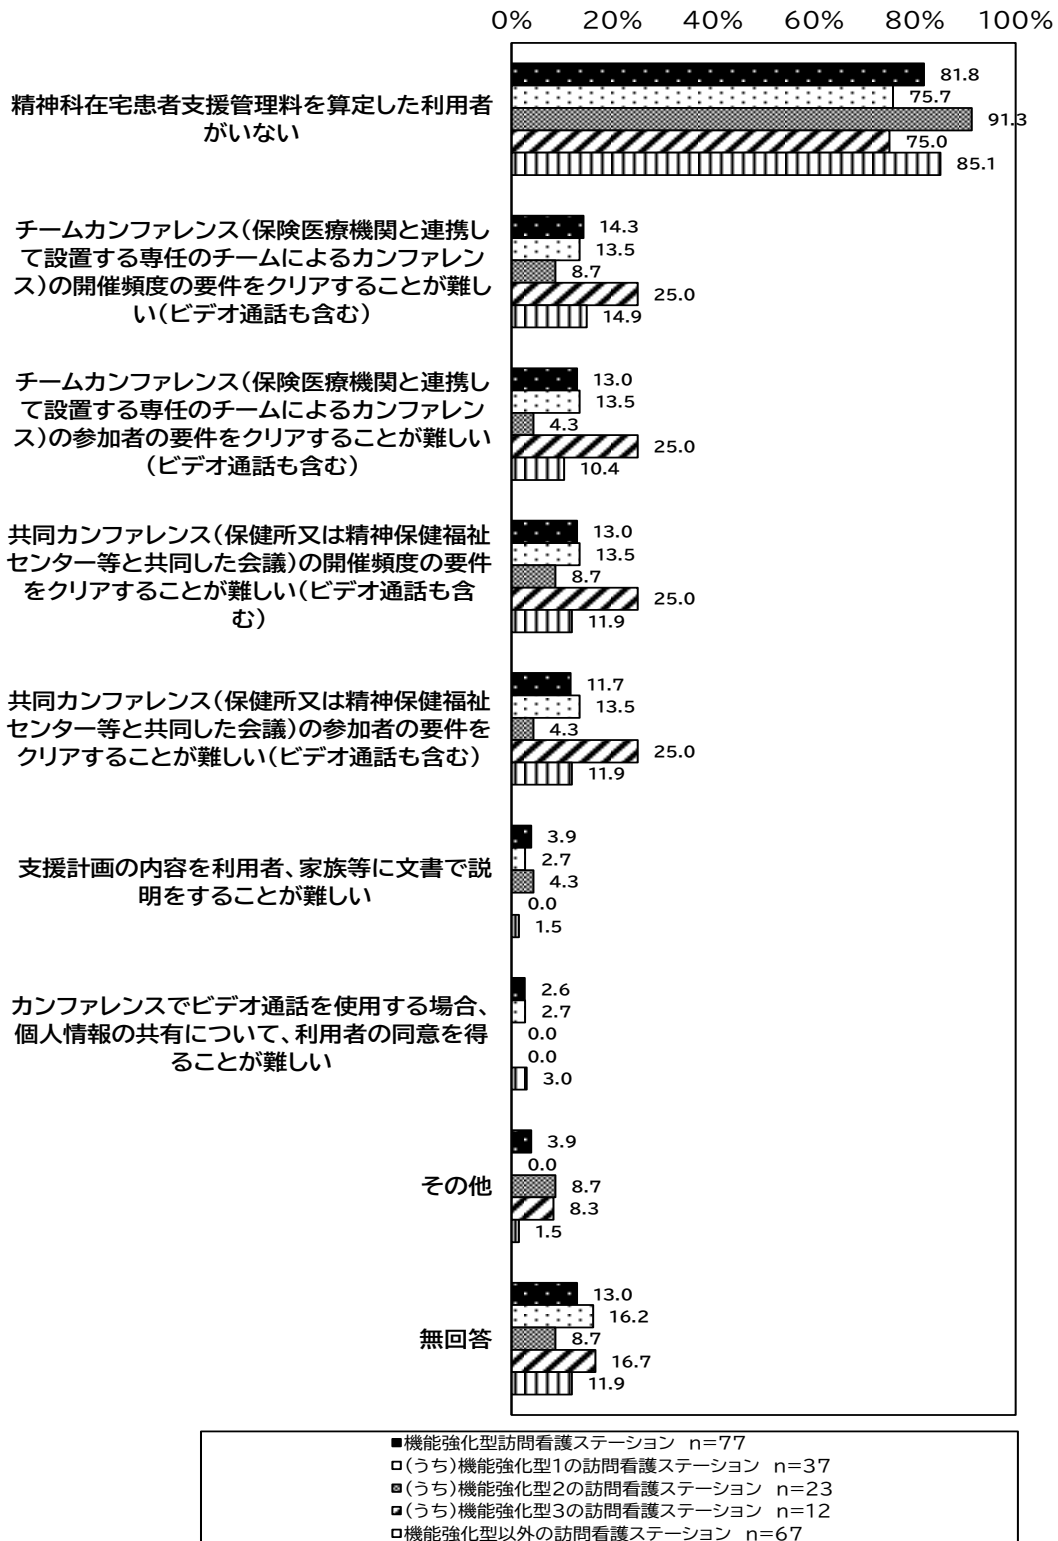 0% 20% 40% 60% 80% 100%
精神科在宅患者支援管理料を算定した利用者
がいない
81.8
75.7
91.3
75.0
85.1
チームカンファレンス(保険医療機関と連携し
て設置する専任のチームによるカンファレン
ス)の開催頻度の要件をクリアすることが難し
い(ビデオ通話も含む)
14.3
13.5
8.7
25.0
14.9
チームカンファレンス(保険医療機関と連携し
て設置する専任のチームによるカンファレン
ス)の参加者の要件をクリアすることが難しい
(ビデオ通話も含む)
13.0
13.5
4.3
25.0
10.4
共同カンファレンス(保健所又は精神保健福祉
センター等と共同した会議)の開催頻度の要件
をクリアすることが難しい(ビデオ通話も含
む)
13.0
13.5
8.7
25.0
11.9
共同カンファレンス(保健所又は精神保健福祉
センター等と共同した会議)の参加者の要件を
クリアすることが難しい(ビデオ通話も含む)
11.7
13.5
4.3
25.0
11.9
支援計画の内容を利用者、家族等に文書で説
明をすることが難しい
3.9
2.7
4.3
0.0
1.5
カンファレンスでビデオ通話を使用する場合、
個人情報の共有について、利用者の同意を得
ることが難しい
2.6
2.7
0.0
0.0
3.0
その他
3.9
0.0
8.7
8.3
1.5
無回答
13.0
16.2
8.7
16.7
11.9
機能強化型訪問看護ステーション n=77
(うち)機能強化型1の訪問看護ステーション n=37
(うち)機能強化型2の訪問看護ステーション n=23
(うち)機能強化型3の訪問看護ステーション n=12
機能強化型以外の訪問看護ステーション n=67